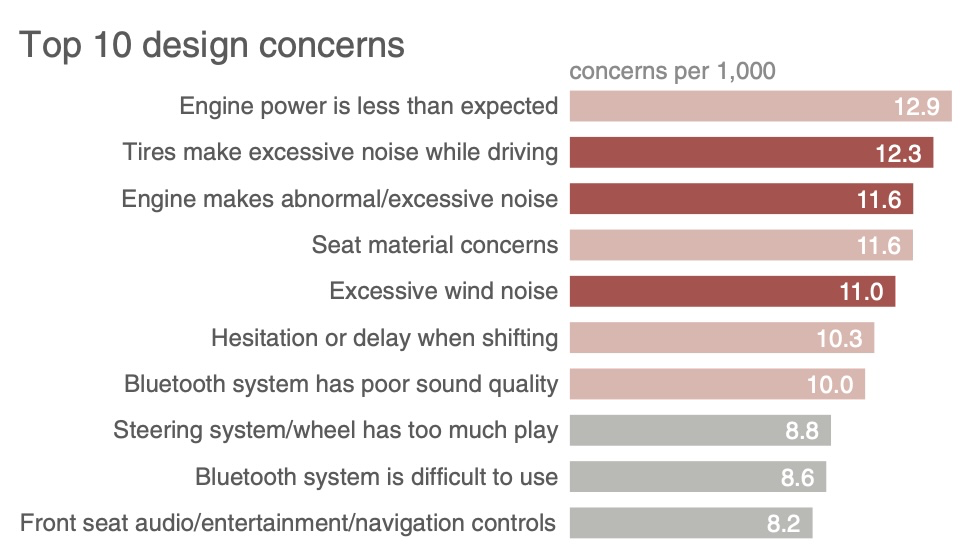 Top 10 design concerns
concerns per 1,000
Engine power is less than expected 12.9
Tires make excessive noise while driving 12.3
Engine makes abnormal/excessive noise 11.6
Seat material concerns 11.6
Excessive wind noise 11.0
Hesitation or delay when shifting 10.3
Bluetooth system has poor sound quality 10.0
Steering system/wheel has too much play 8.8
Bluetooth system is difficult to use 8.6
Front seat audio/entertainment/navigation controls 8.2